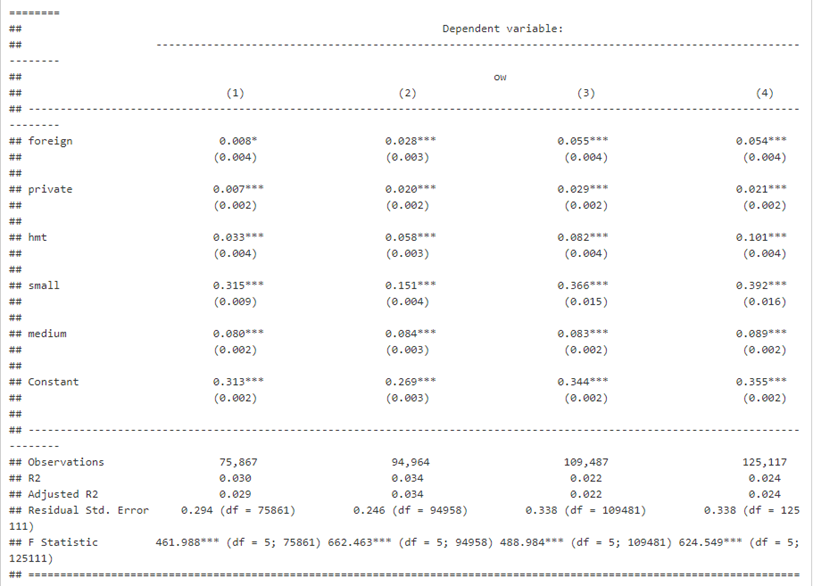 ========
##                                                                  Dependent variable:
##                     -----------------------------------------------------------------------------------------------------
--------
##                                                                          ow
##                                (1)                        (2)                         (3)                         (4)
## -------------------------------------------------------------------------------------------------------------------------
--------
## foreign                       0.008*                    0.028***                   0.055***                    0.054***
##                              (0.004)                    (0.003)                     (0.004)                     (0.004)
##
## private                      0.007***                   0.020***                   0.029***                    0.021***
##                              (0.002)                    (0.002)                     (0.002)                     (0.002)
##
## hmt                          0.033***                   0.058***                   0.082***                    0.101***
##                              (0.004)                    (0.003)                     (0.004)                     (0.004)
##
## small                        0.315***                   0.151***                   0.366***                    0.392***
##                              (0.009)                    (0.004)                     (0.015)                     (0.016)
##
## medium                       0.080***                   0.084***                   0.083***                    0.089***
##                              (0.002)                    (0.003)                     (0.002)                     (0.002)
##
## Constant                     0.313***                   0.269***                   0.344***                    0.355***
##                              (0.002)                    (0.003)                     (0.002)                     (0.002)
##
## -------------------------------------------------------------------------------------------------------------------------
--------
## Observations                  75,867                     94,964                     109,487                     125,117
## R2                            0.030                      0.034                       0.022                       0.024
## Adjusted R2                   0.029                      0.034                       0.022                       0.024
## Residual Std. Error     0.294 (df = 75861)         0.246 (df = 94958)         0.338 (df = 109481)         0.338 (df = 125
111)
## F Statistic         461.988*** (df = 5; 75861) 662.463*** (df = 5; 94958) 488.984*** (df = 5; 109481) 624.549*** (df = 5;
125111)
## =========================================================================================================================